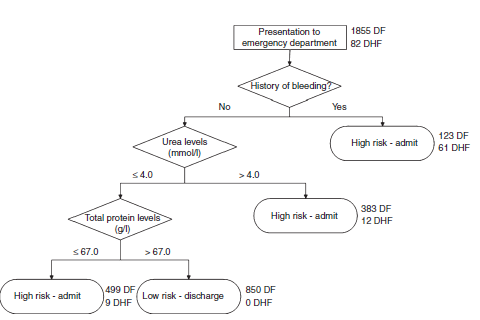 Presentation to
emergency department
1855 DF
82 DHF
History of bleeding?
No
Yes
Urea levels
(mmol/l)
High risk - admit
123 DF
61 DHF
≤ 4.0
> 4.0
Total protein levels
(g/l)
High risk - admit
383 DF
12 DHF
≤ 67.0
> 67.0
High risk - admit
499 DF
9 DHF
Low risk - discharge
850 DF
0 DHF